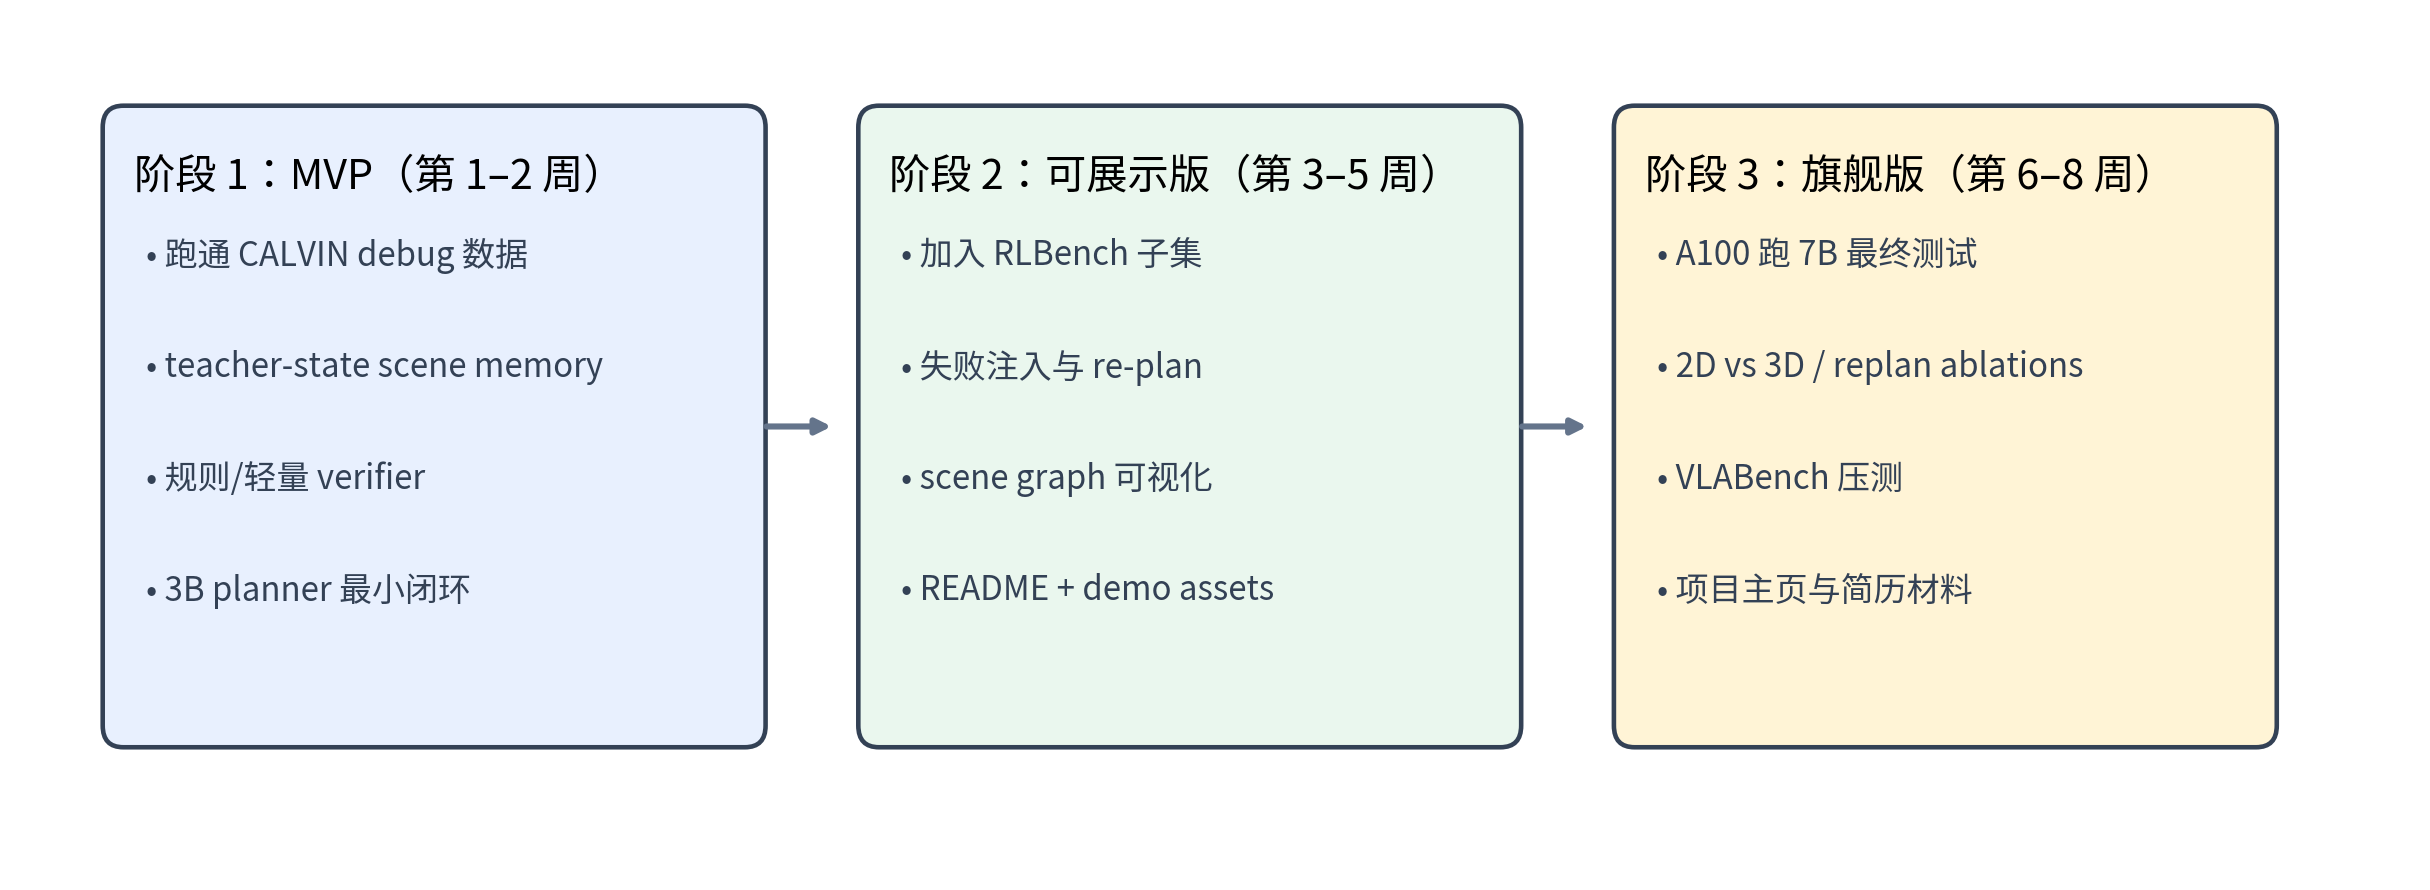 阶段 1：MVP（第 1–2 周）
• 跑通 CALVIN debug 数据
• teacher-state scene memory
• 规则/轻量 verifier
• 3B planner 最小闭环
阶段 2：可展示版（第 3–5 周）
• 加入 RLBench 子集
• 失败注入与 re-plan
• scene graph 可视化
• README + demo assets
阶段 3：旗舰版（第 6–8 周）
• A100 跑 7B 最终测试
• 2D vs 3D / replan ablations
• VLABench 压测
• 项目主页与简历材料